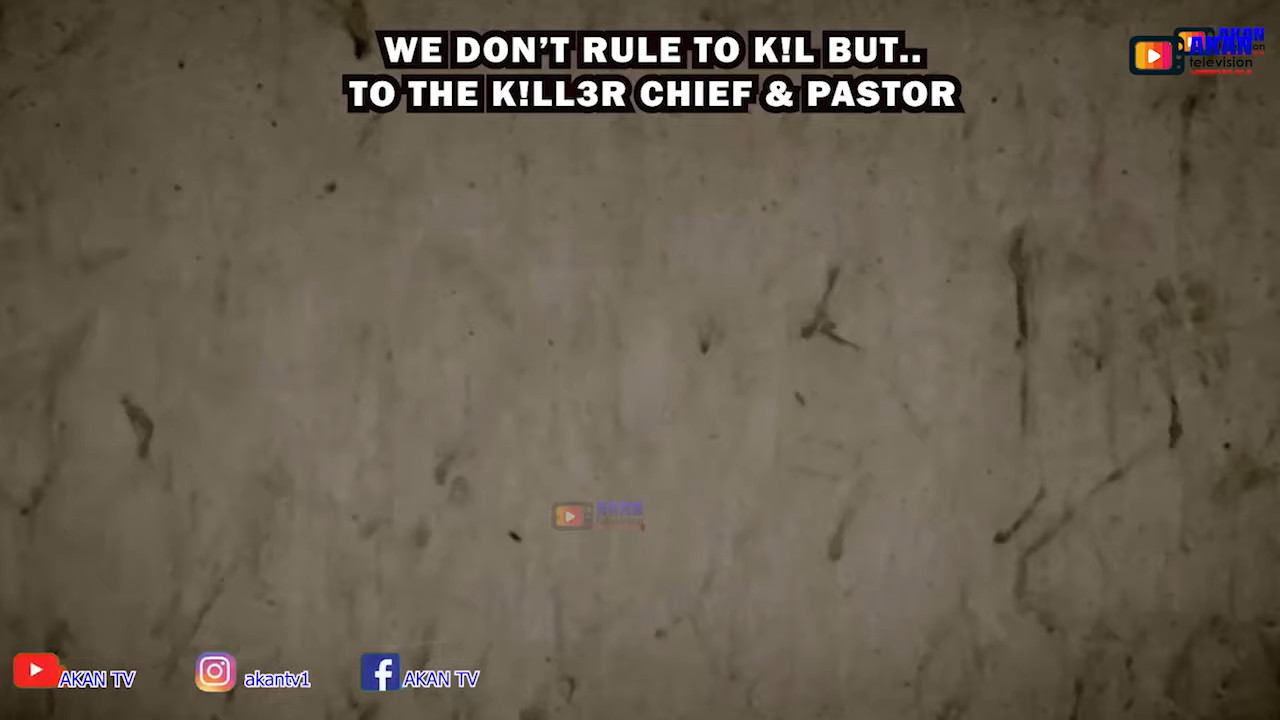 WE DON'T RULE TO K!L BUT..
TO THE K!LL3R CHIEF & PASTOR
AKAN
television
AKAN TV
akantv1
AKAN TV